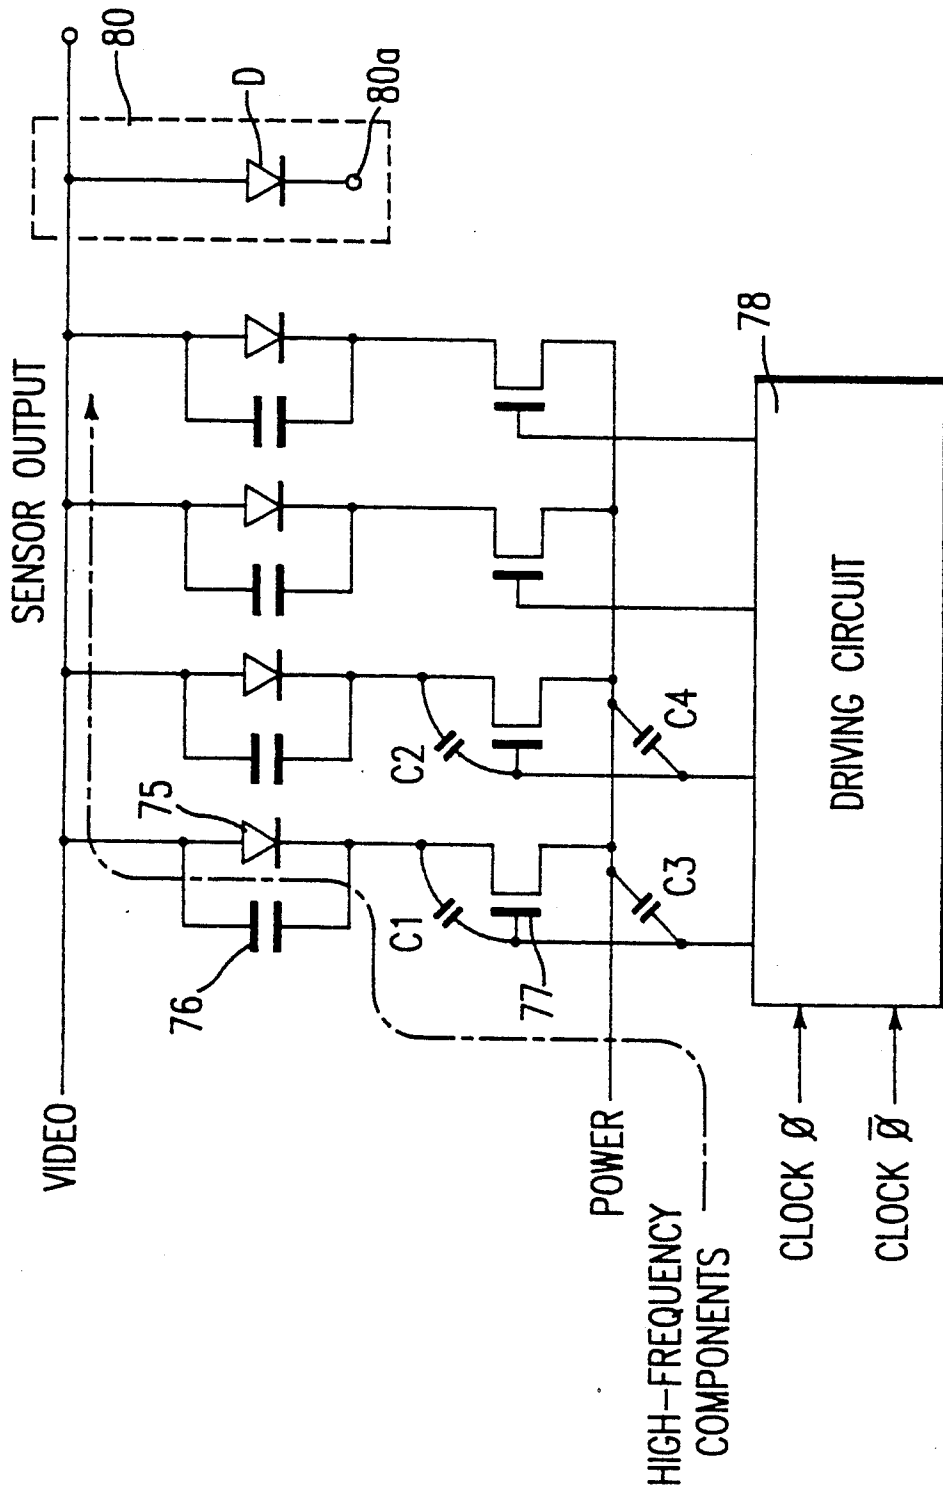 SENSOR OUTPUT
80
D
80a
VIDEO
75
76
C1
C2
77
C3
C4
78
POWER
HIGH-FREQUENCY
COMPONENTS
DRIVING CIRCUIT
CLOCK Ø
CLOCK Ø̅